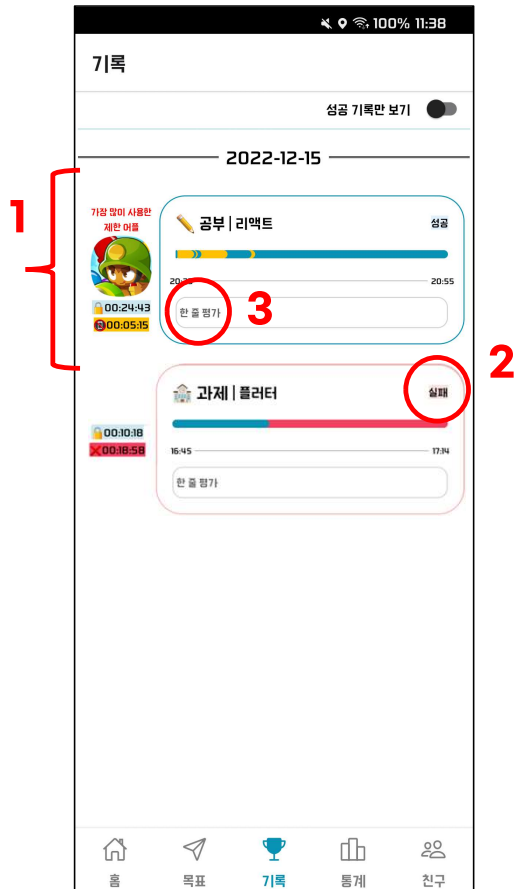 100% 11:38
기록
성공 기록만 보기
2022-12-15
1
가장 많이 사용한
제한 어플
공부 | 리액트
성공
20:55
00:24:43
00:05:15
한 줄 평가
3
2
과제 | 플러터
실패
00:10:18
00:18:58
16:45
17:14
한 줄 평가
홈
목표
기록
통계
친구